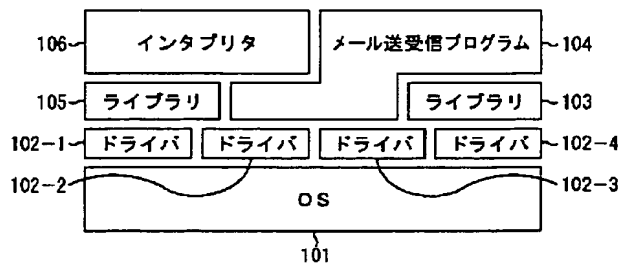 106 インタプリタ メール送受信プログラム 104
105 ライブラリ ライブラリ 103
102-1 ドライバ ドライバ ドライバ ドライバ 102-4
102-2 102-3
OS
101